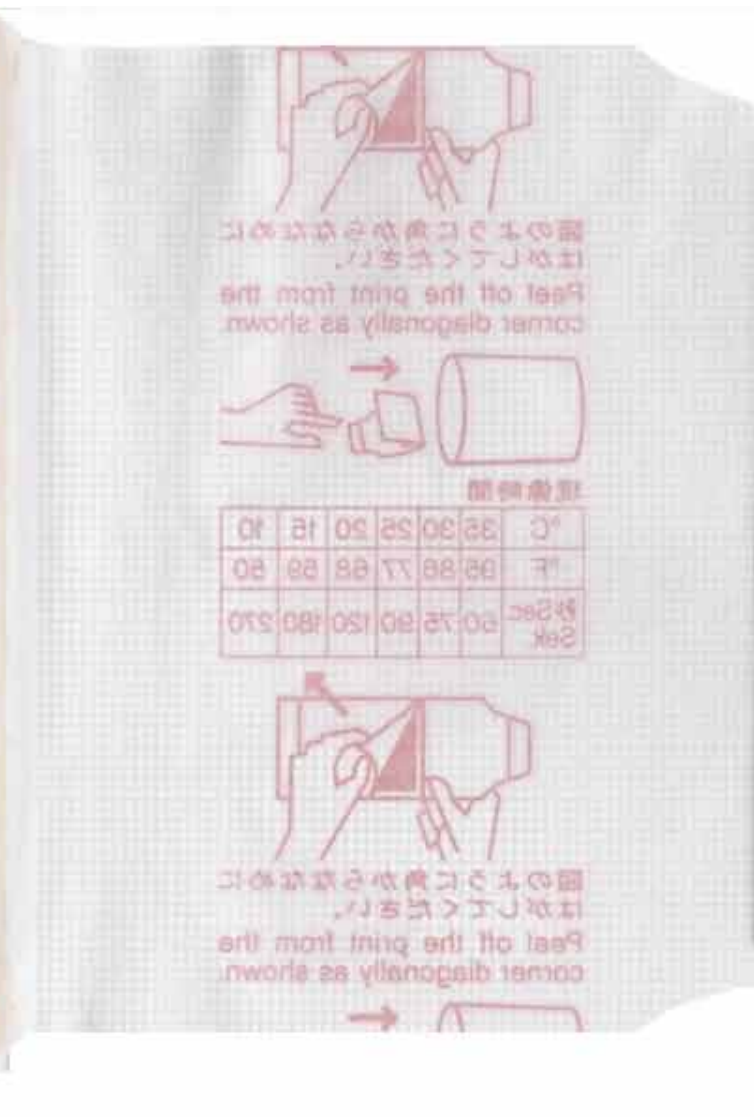 図のように角からななめに
はがしてください。
Peel off the print from the
corner diagonally as shown.
現像時間
°C 35 30 25 20 15 10
°F 95 86 77 68 59 50
秒Sec. Sek 60 75 90 120 180 270
図のように角からななめに
はがしてください。
Peel off the print from the
corner diagonally as shown.